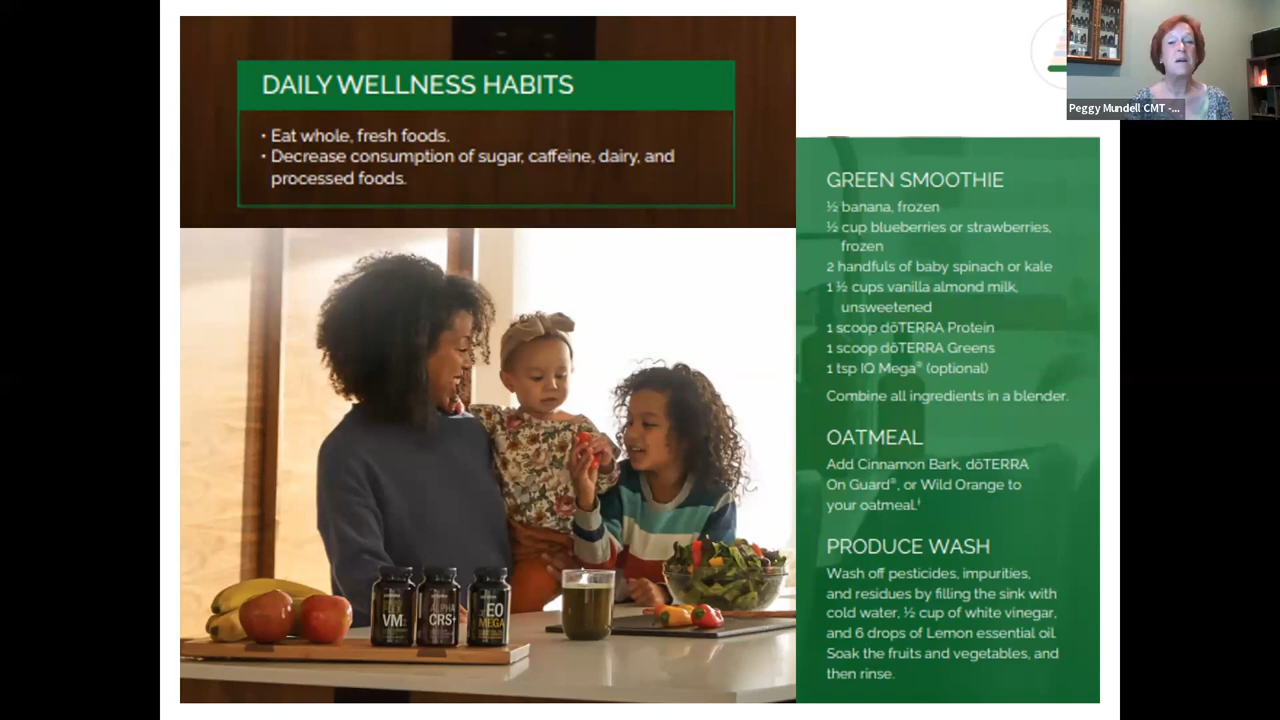 DAILY WELLNESS HABITS
• Eat whole, fresh foods.
• Decrease consumption of sugar, caffeine, dairy, and
processed foods.
Peggy Mundell CMT -...
GREEN SMOOTHIE
½ banana, frozen
½ cup blueberries or strawberries,
frozen
2 handfuls of baby spinach or kale
1 ½ cups vanilla almond milk,
unsweetened
1 scoop dōTERRA Protein
1 scoop dōTERRA Greens
1 tsp IQ Mega® (optional)
Combine all ingredients in a blender.
OATMEAL
Add Cinnamon Bark, dōTERRA
On Guard®, or Wild Orange to
your oatmeal.†
PRODUCE WASH
Wash off pesticides, impurities,
and residues by filling the sink with
cold water, ½ cup of white vinegar,
and 6 drops of Lemon essential oil.
Soak the fruits and vegetables, and
then rinse.
VM
ALPHA
CRS+
EO
MEGA